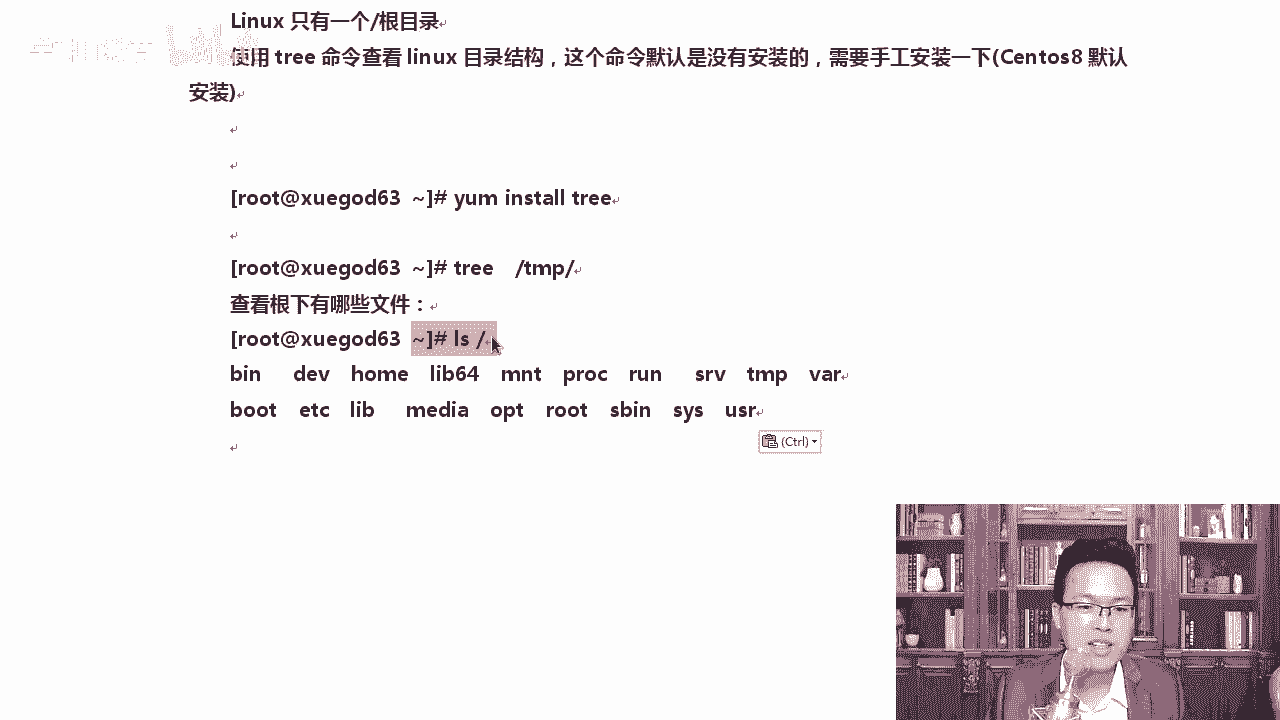 Linux 只有一个/根目录
使用 tree 命令查看 linux 目录结构，这个命令默认是没有安装的，需要手工安装一下(Centos8 默认
安装)
[root@xuegod63 ~]# yum install tree
[root@xuegod63 ~]# tree /tmp/
查看根下有哪些文件：
[root@xuegod63 ~]# ls /
bin dev home lib64 mnt proc run srv tmp var
boot etc lib media opt root sbin sys usr
(Ctrl)